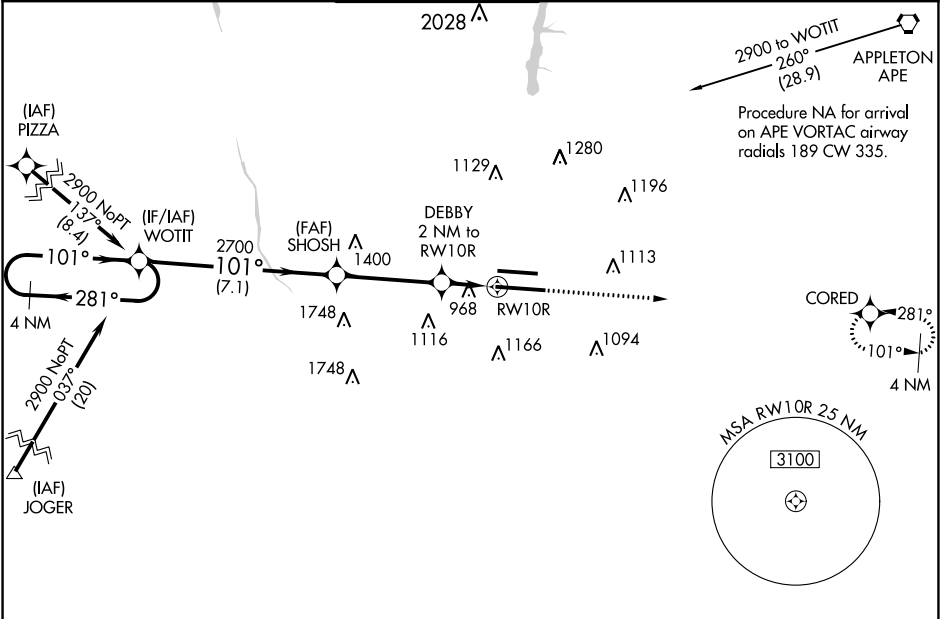 2028
2900 to WOTIT
260°
(28.9)
APPLETON
APE
Procedure NA for arrival
on APE VORTAC airway
radials 189 CW 335.
(IAF)
PIZZA
2900 NoPT
137°
(8.4)
(IF/IAF)
WOTIT
101°
281°
4 NM
2700
101°
(7.1)
(FAF)
SHOSH
1400
1748
1748
DEBBY
2 NM to
RW10R
1129
1280
1196
1113
968
RW10R
1116
1166
1094
CORED
281°
101°
4 NM
2900 NoPT
037°
(20)
(IAF)
JOGER
MSA RW10R 25 NM
3100